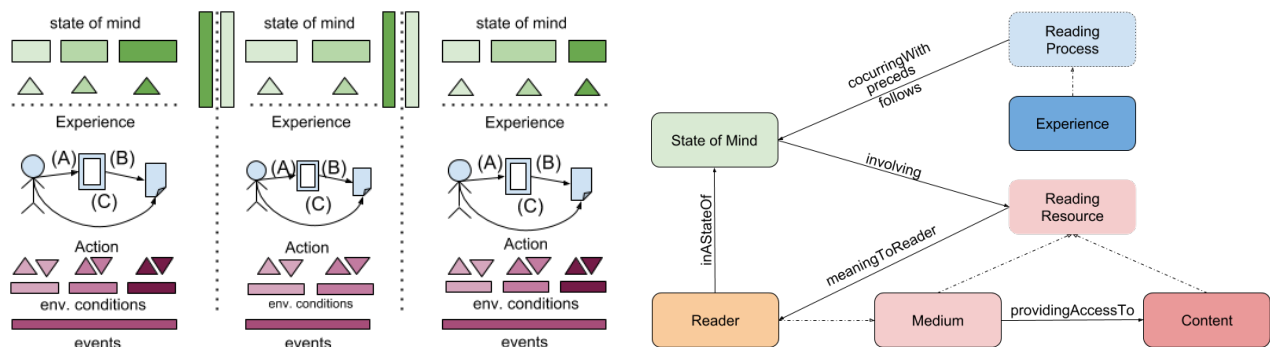 state of mind
Experience
(A)
(B)
(C)
Action
env. conditions
events
state of mind
Experience
(A)
(B)
(C)
Action
env. conditions
events
state of mind
Experience
(A)
(B)
(C)
Action
env. conditions
events
Reading
Process
cocurringWith
preceds
follows
Experience
State of Mind
involving
Reading
Resource
inAStateOf
meaningToReader
Reader
Medium
providingAccessTo
Content